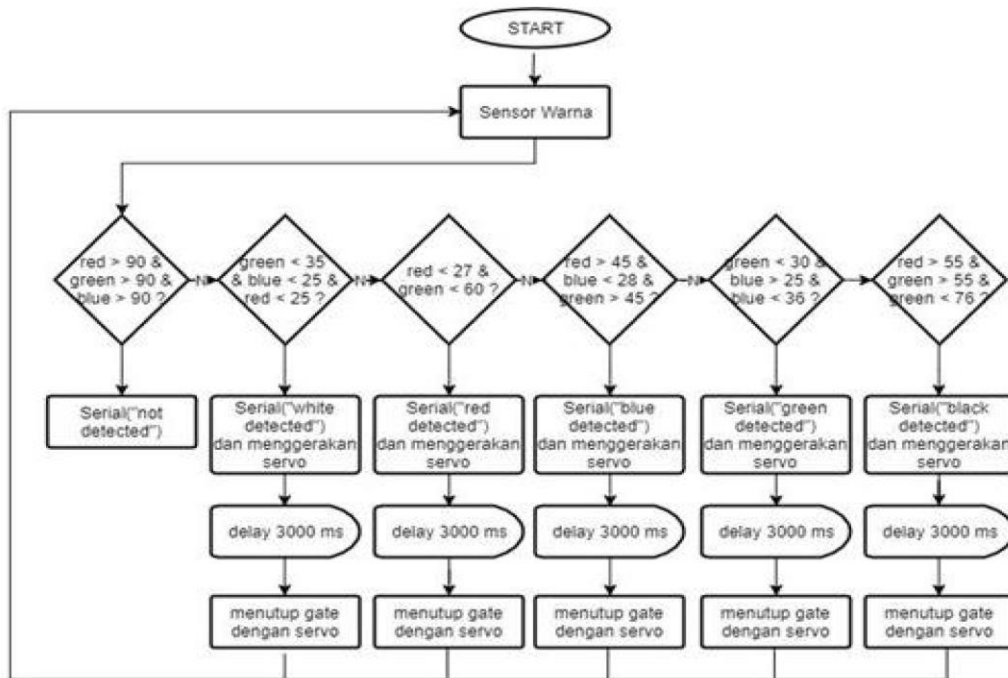 START
Sensor Warna
red > 90 &
green > 90 &
blue > 90 ?
N
green < 35
& blue < 25 &
red < 25 ?
N
red < 27 &
green < 60 ?
N
red > 45 &
blue < 28 &
green > 45 ?
N
green < 30 &
blue > 25 &
blue < 36 ?
red > 55 &
green > 55 &
green < 76 ?
Serial("not
detected")
Serial("white
detected")
dan menggerakan
servo
Serial("red
detected")
dan menggerakan
servo
Serial("blue
detected")
dan menggerakan
servo
Serial("green
detected")
dan menggerakan
servo
Serial("black
detected")
dan menggerakan
servo
delay 3000 ms
delay 3000 ms
delay 3000 ms
delay 3000 ms
delay 3000 ms
menutup gate
dengan servo
menutup gate
dengan servo
menutup gate
dengan servo
menutup gate
dengan servo
menutup gate
dengan servo